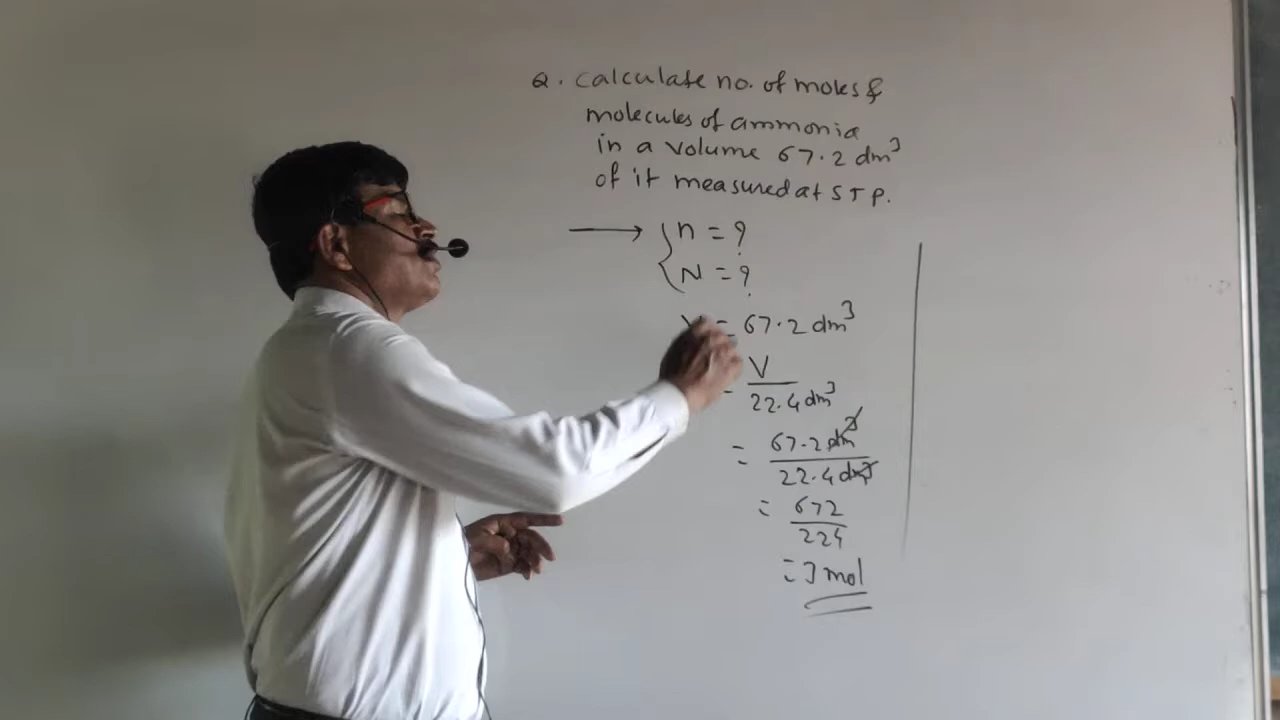 Q. Calculate no. of moles &
molecules of ammonia
in a volume 67.2 dm³
of it measured at STP.
n = ?
N = ?
= 67.2 dm³
V
22.4 dm³
= 67.2 dm³
22.4 dm³
= 672
224
= 3 mol